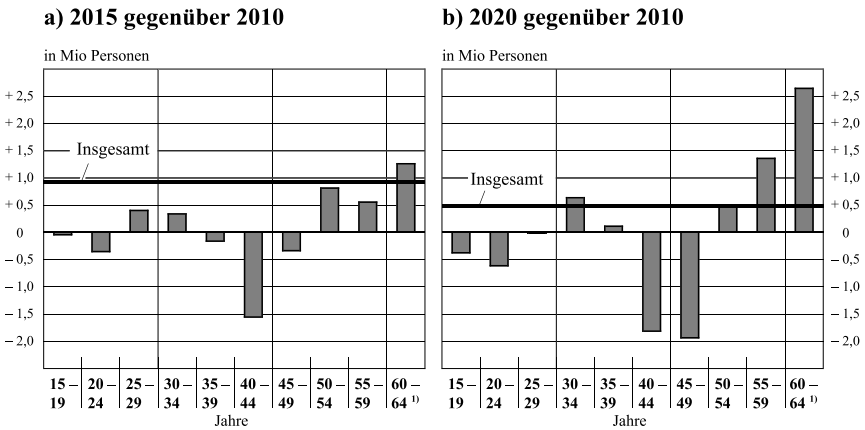 a) 2015 gegenüber 2010
in Mio Personen
+ 2,5
+ 2,0
+ 1,5
+ 1,0
+ 0,5
0
– 0,5
– 1,0
– 1,5
– 2,0
Insgesamt
15 – 20 – 25 – 30 – 35 – 40 – 45 – 50 – 55 – 60 –
19 24 29 34 39 44 49 54 59 64 1)
Jahre
b) 2020 gegenüber 2010
in Mio Personen
Insgesamt
+ 2,5
+ 2,0
+ 1,5
+ 1,0
+ 0,5
0
– 0,5
– 1,0
– 1,5
– 2,0
15 – 20 – 25 – 30 – 35 – 40 – 45 – 50 – 55 – 60 –
19 24 29 34 39 44 49 54 59 64 1)
Jahre